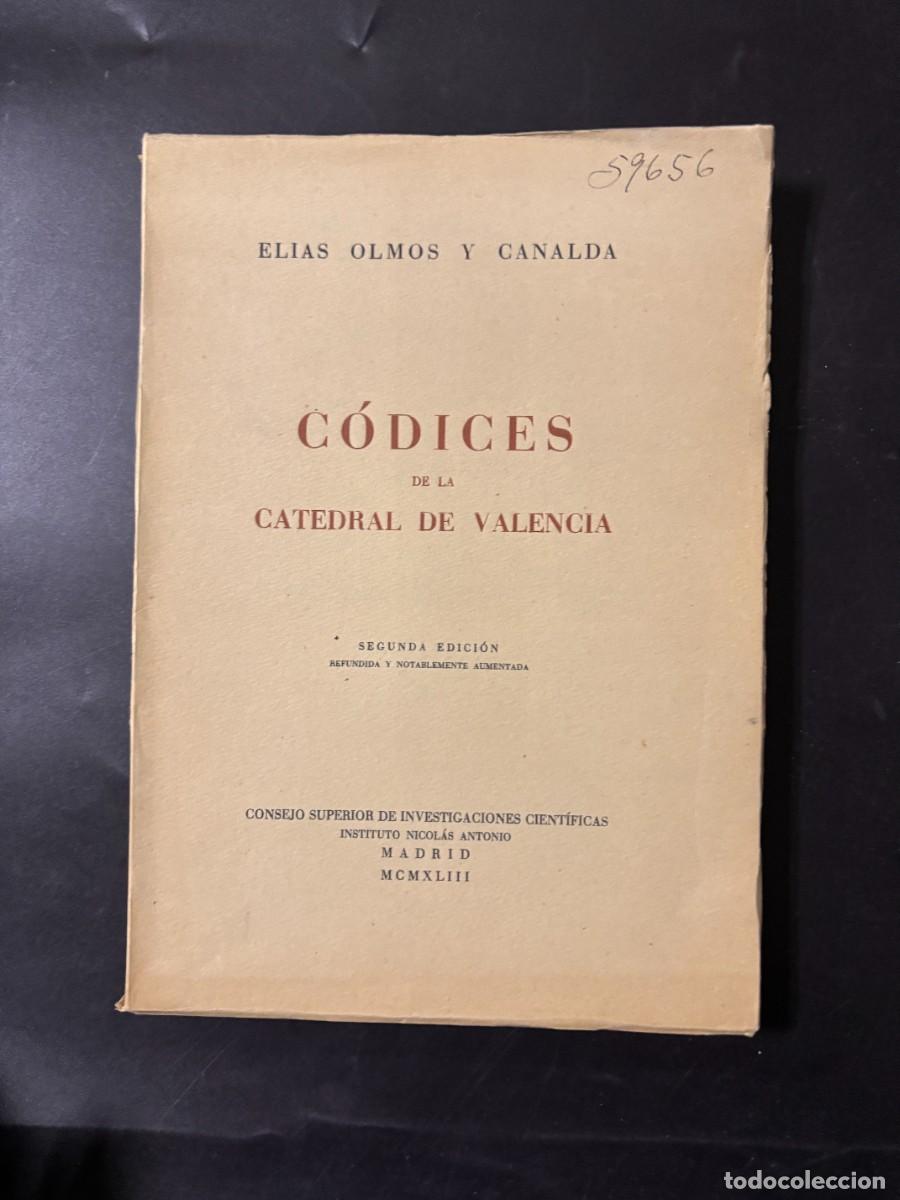 59656
ELIAS OLMOS Y CANALDA
CÓDICES
DE LA
CATEDRAL DE VALENCIA
SEGUNDA EDICIÓN
REFUNDIDA Y NOTABLEMENTE AUMENTADA
CONSEJO SUPERIOR DE INVESTIGACIONES CIENTÍFICAS
INSTITUTO NICOLÁS ANTONIO
MADRID
MCMXLIII
todocoleccion